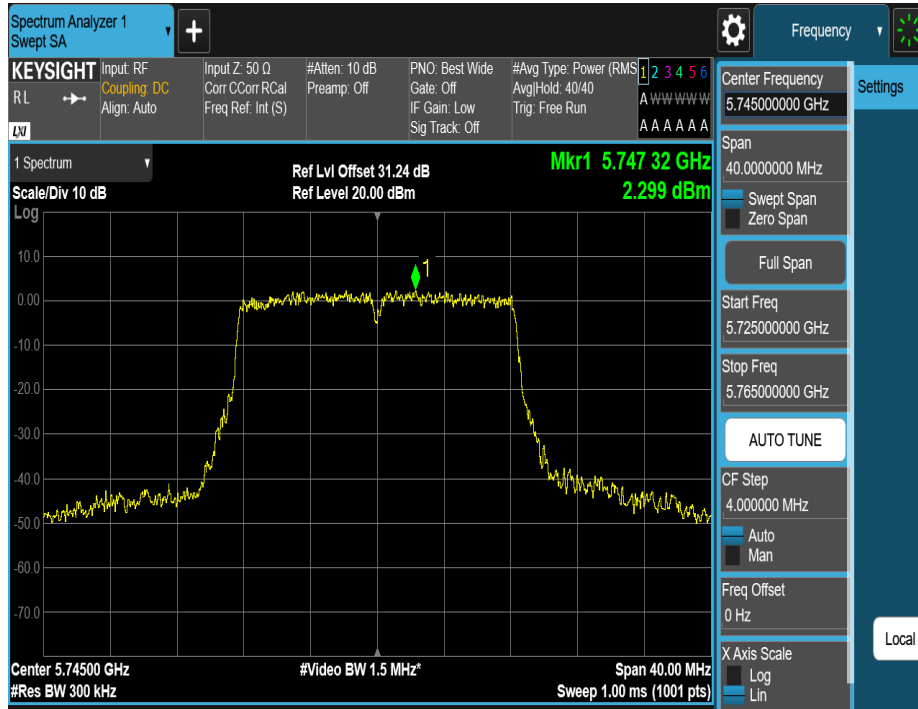 Spectrum Analyzer 1
Swept SA
+
Frequency
KEYSIGHT
R L
LXI
Input: RF
Coupling: DC
Align: Auto
Input Z: 50 Ω
Corr CCorr RCal
Freq Ref: Int (S)
#Atten: 10 dB
Preamp: Off
PNO: Best Wide
Gate: Off
IF Gain: Low
Sig Track: Off
#Avg Type: Power (RMS
Avg|Hold: 40/40
Trig: Free Run
1 2 3 4 5 6
A W W W W W
A A A A A A
1 Spectrum
Scale/Div 10 dB
Log
Ref Lvl Offset 31.24 dB
Ref Level 20.00 dBm
Mkr1 5.747 32 GHz
2.299 dBm
1
10.0
0.00
-10.0
-20.0
-30.0
-40.0
-50.0
-60.0
-70.0
Center 5.74500 GHz
#Res BW 300 kHz
#Video BW 1.5 MHz*
Span 40.00 MHz
Sweep 1.00 ms (1001 pts)
Center Frequency
5.745000000 GHz
Span
40.0000000 MHz
Swept Span
Zero Span
Full Span
Start Freq
5.725000000 GHz
Stop Freq
5.765000000 GHz
AUTO TUNE
CF Step
4.000000 MHz
Auto
Man
Freq Offset
0 Hz
X Axis Scale
Log
Lin
Settings
Local